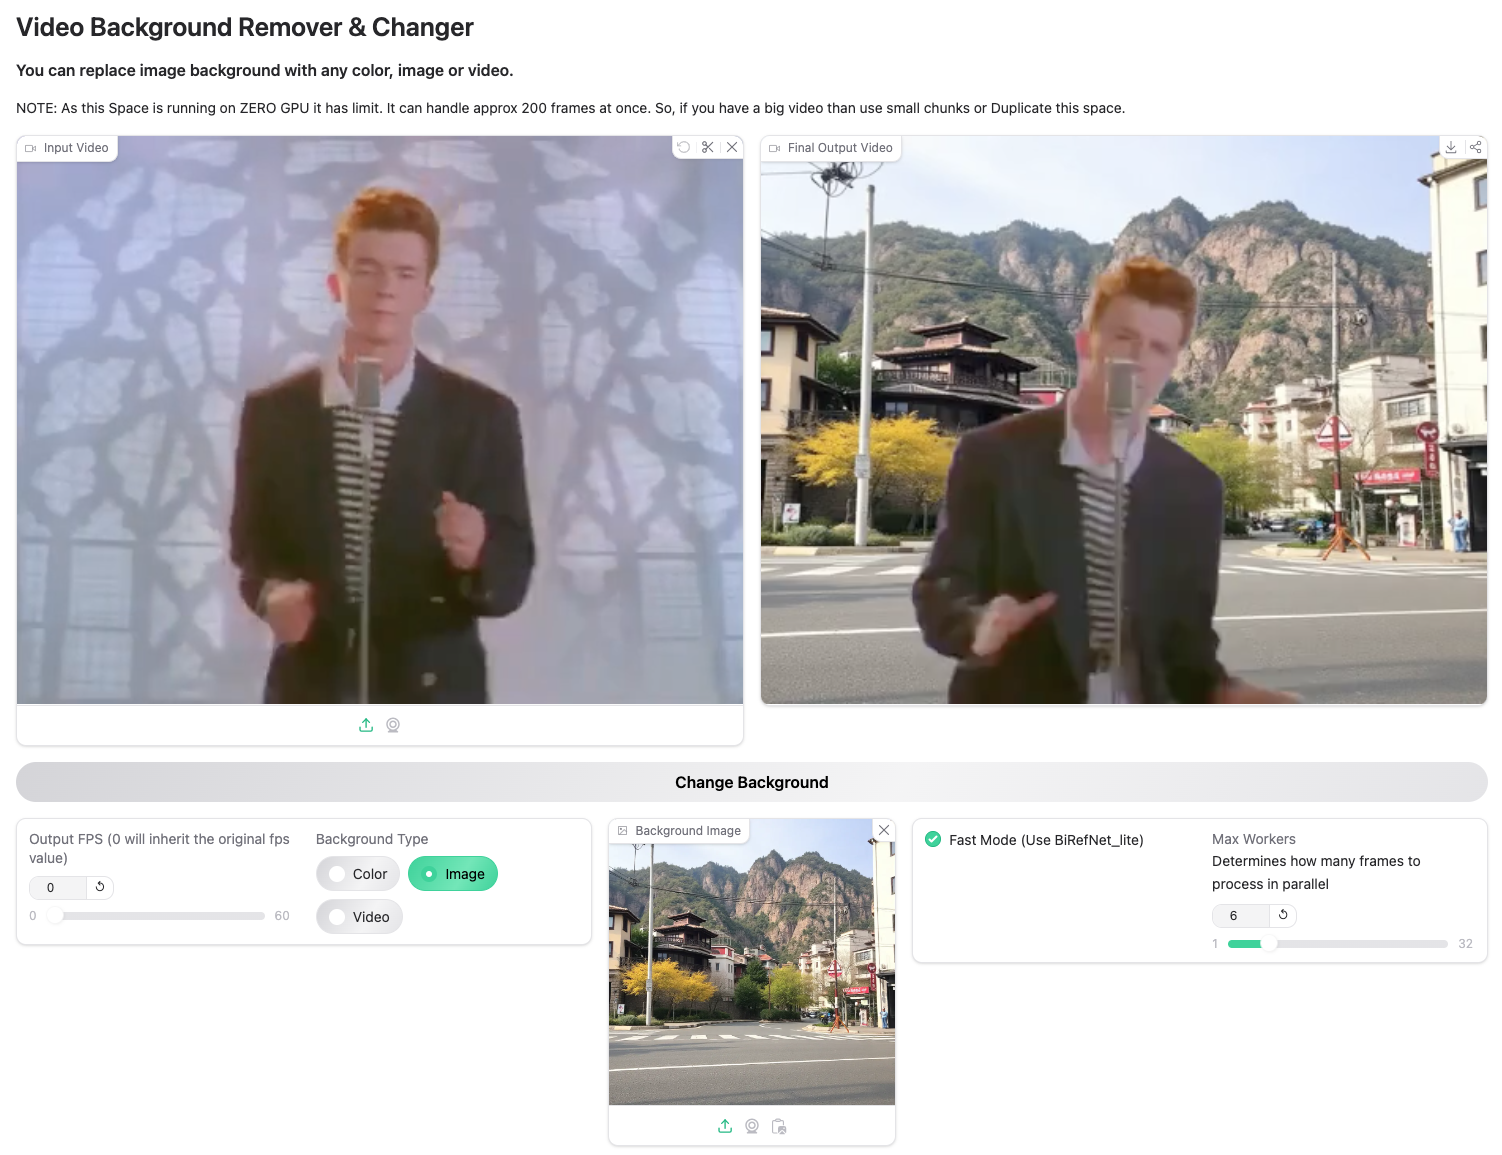 Video Background Remover & Changer
You can replace image background with any color, image or video.
NOTE: As this Space is running on ZERO GPU it has limit. It can handle approx 200 frames at once. So, if you have a big video than use small chunks or Duplicate this space.
Input Video
Final Output Video
Change Background
Output FPS (0 will inherit the original fps
value)
0
0
60
Background Type
Color
Image
Video
Background Image
Fast Mode (Use BiRefNet_lite)
Max Workers
Determines how many frames to
process in parallel
6
1
32